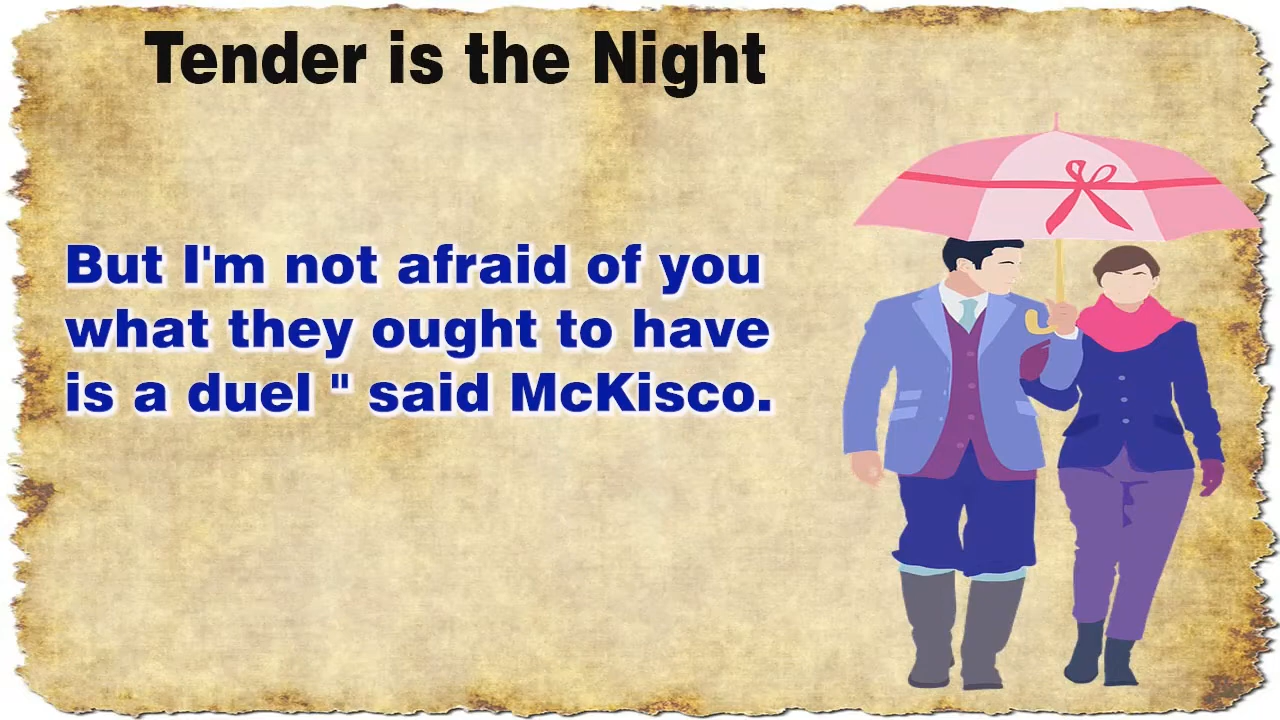 Tender is the Night
But I'm not afraid of you
what they ought to have
is a duel " said McKisco.